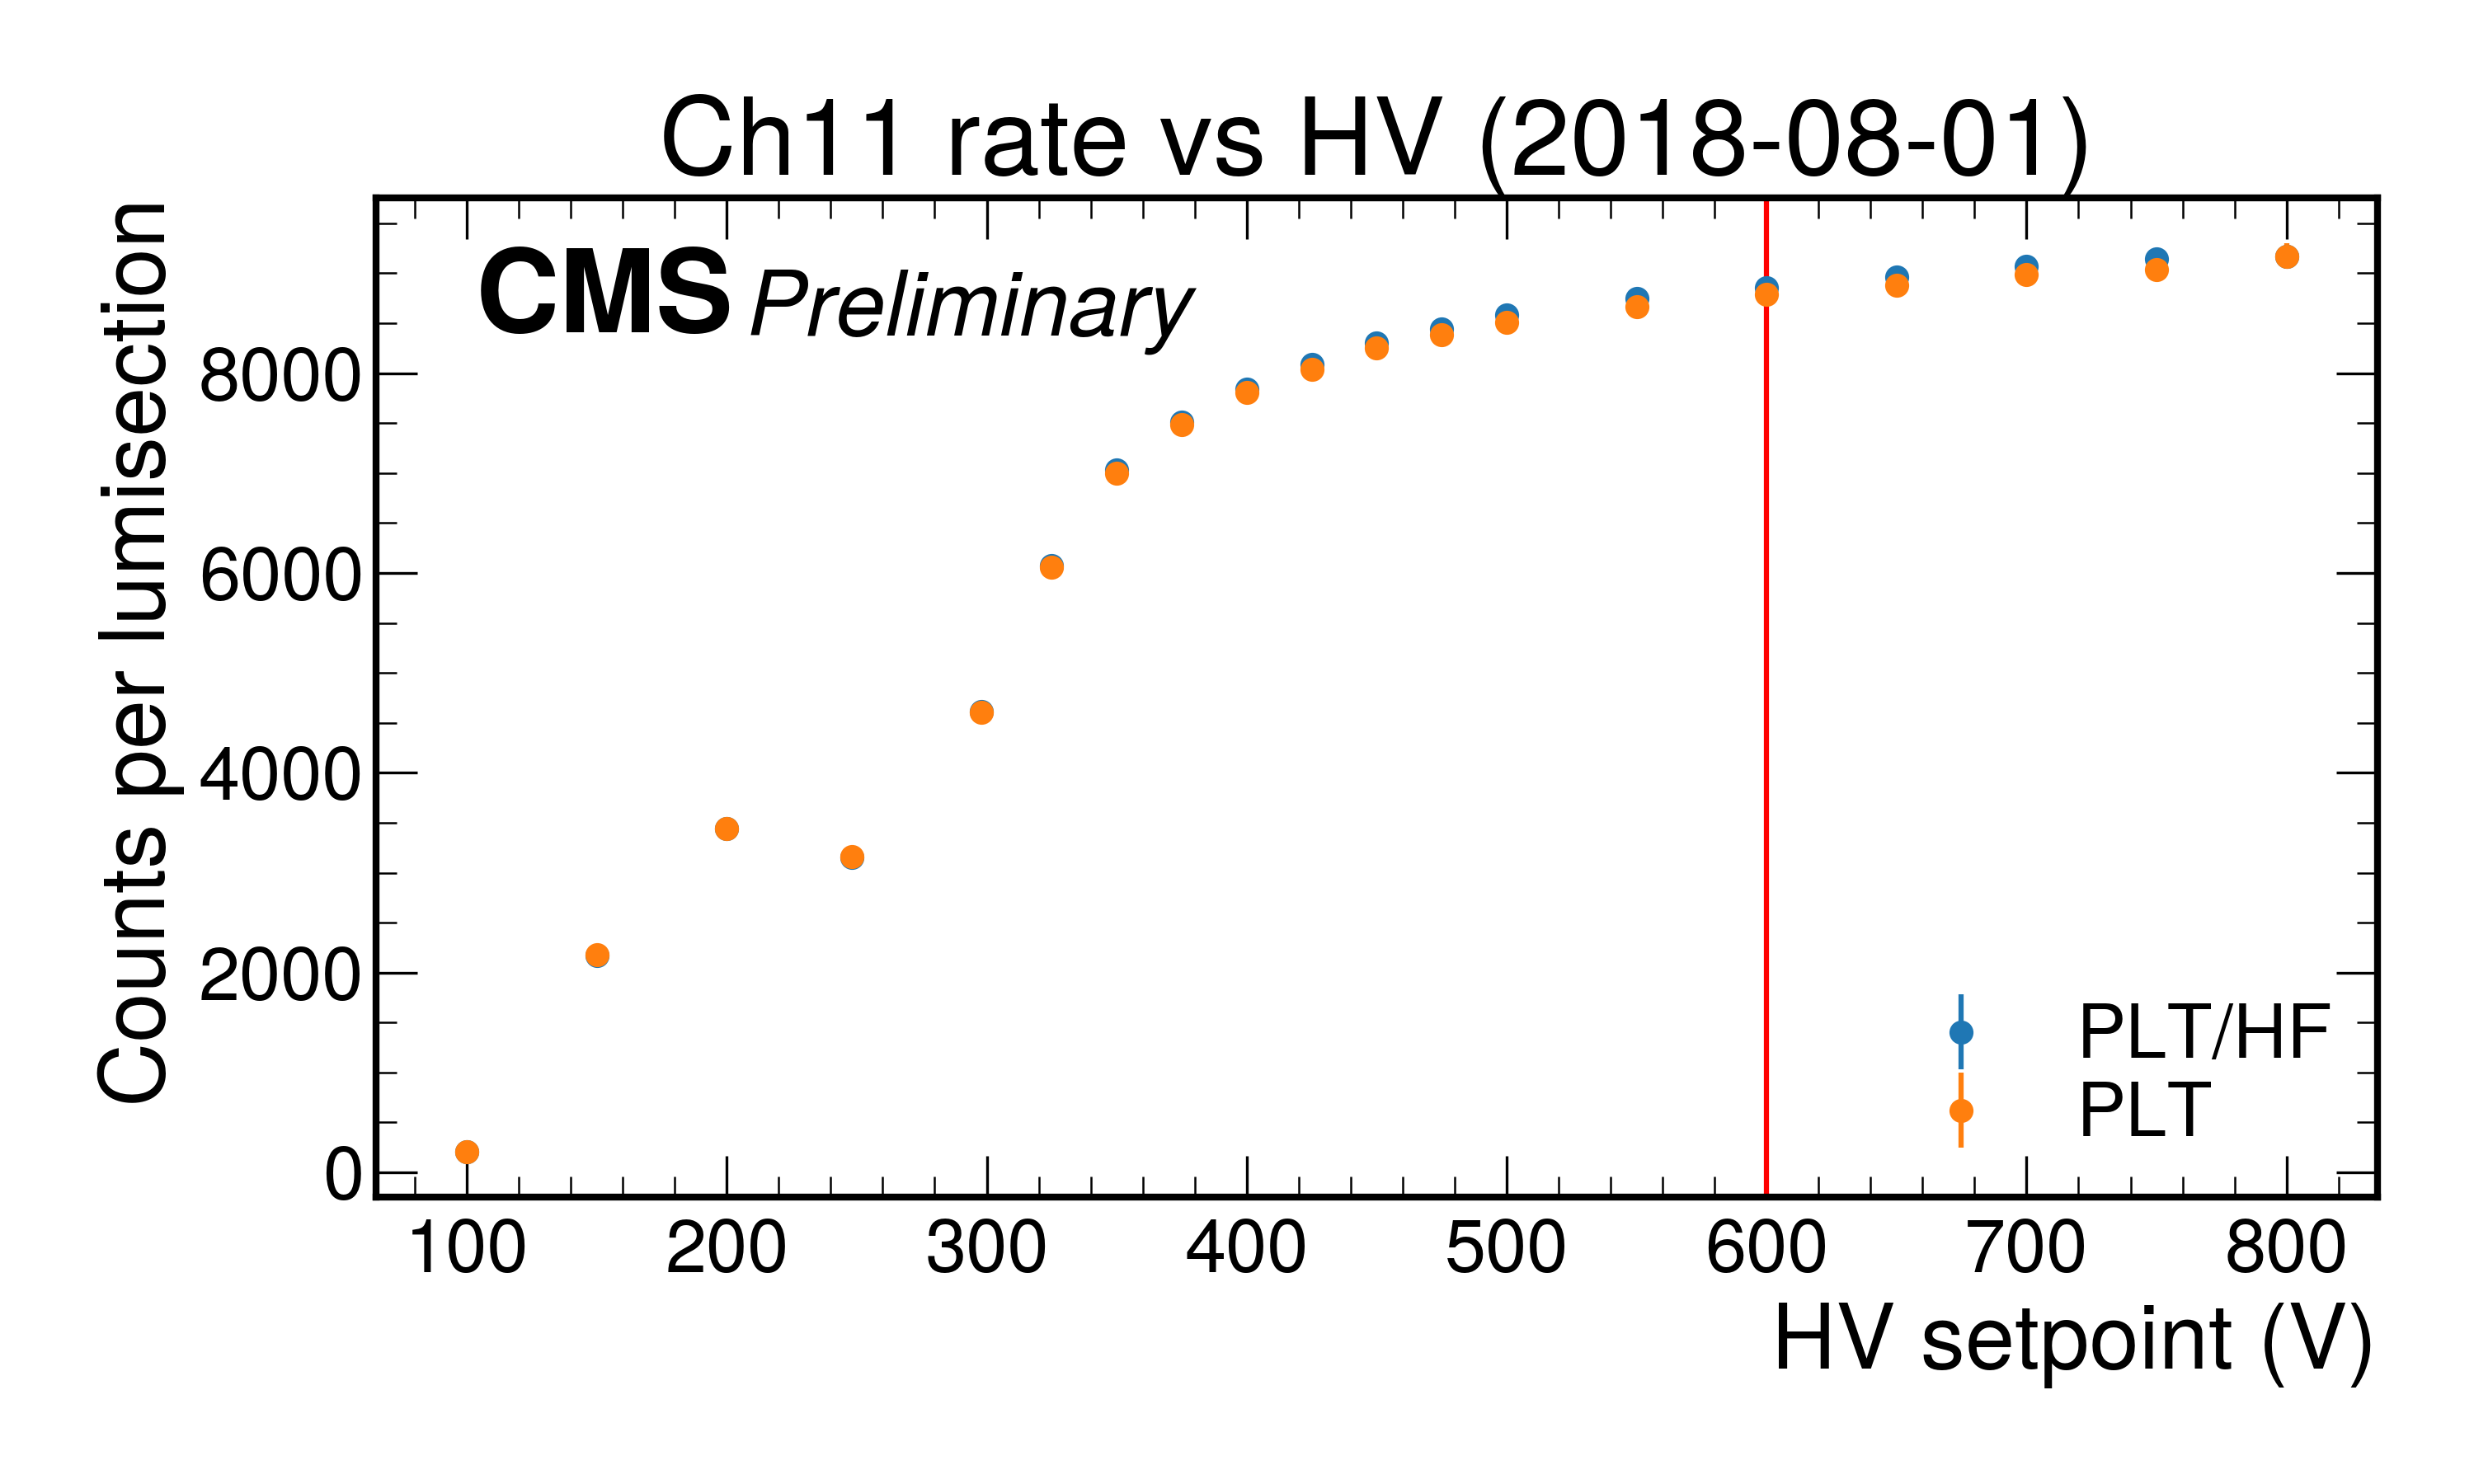 Ch11 rate vs HV (2018-08-01)
CMS Preliminary
Counts per lumisection
8000
6000
4000
2000
0
PLT/HF
PLT
100 200 300 400 500 600 700 800
HV setpoint (V)